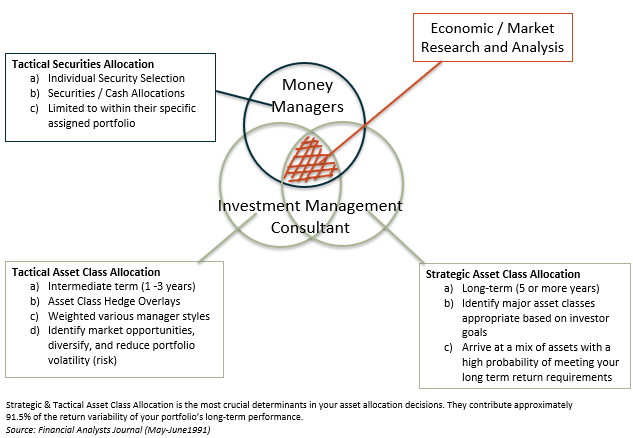 Economic / Market
Research and Analysis
Tactical Securities Allocation
a) Individual Security Selection
b) Securities / Cash Allocations
c) Limited to within their specific
assigned portfolio
Money
Managers
Investment Management
Consultant
Tactical Asset Class Allocation
a) Intermediate term (1 -3 years)
b) Asset Class Hedge Overlays
c) Weighted various manager styles
d) Identify market opportunities,
diversify, and reduce portfolio
volatility (risk)
Strategic Asset Class Allocation
a) Long-term (5 or more years)
b) Identify major asset classes
appropriate based on investor
goals
c) Arrive at a mix of assets with a
high probability of meeting your
long term return requirements
Strategic & Tactical Asset Class Allocation is the most crucial determinants in your asset allocation decisions. They contribute approximately
91.5% of the return variability of your portfolio's long-term performance.
Source: Financial Analysts Journal (May-June1991)